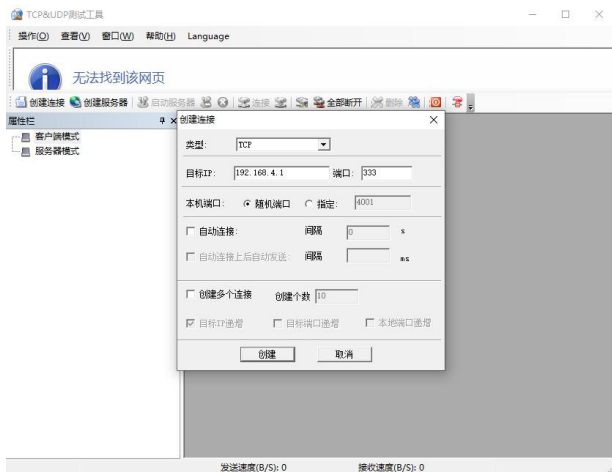 TCP&UDP测试工具
操作(O) 查看(V) 窗口(W) 帮助(H) Language
无法找到该网页
创建连接 创建服务器 启动服务器 连接 全部断开 删除
属性栏
客户端模式
服务器模式
创建连接
类型: TCP
目标IP: 192.168.4.1 端口: 333
本机端口: 随机端口 指定: 4001
自动连接: 间隔 0 s
自动连接上后自动发送: 间隔 ms
创建多个连接 创建个数 10
目标IP递增 目标端口递增 本地端口递增
创建 取消
发送速度(B/S): 0 接收速度(B/S): 0